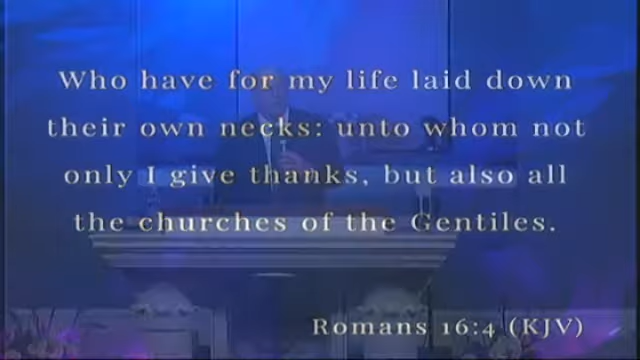 Who have for my life laid down
their own necks: unto whom not
only I give thanks, but also all
the churches of the Gentiles.
Romans 16:4 (KJV)